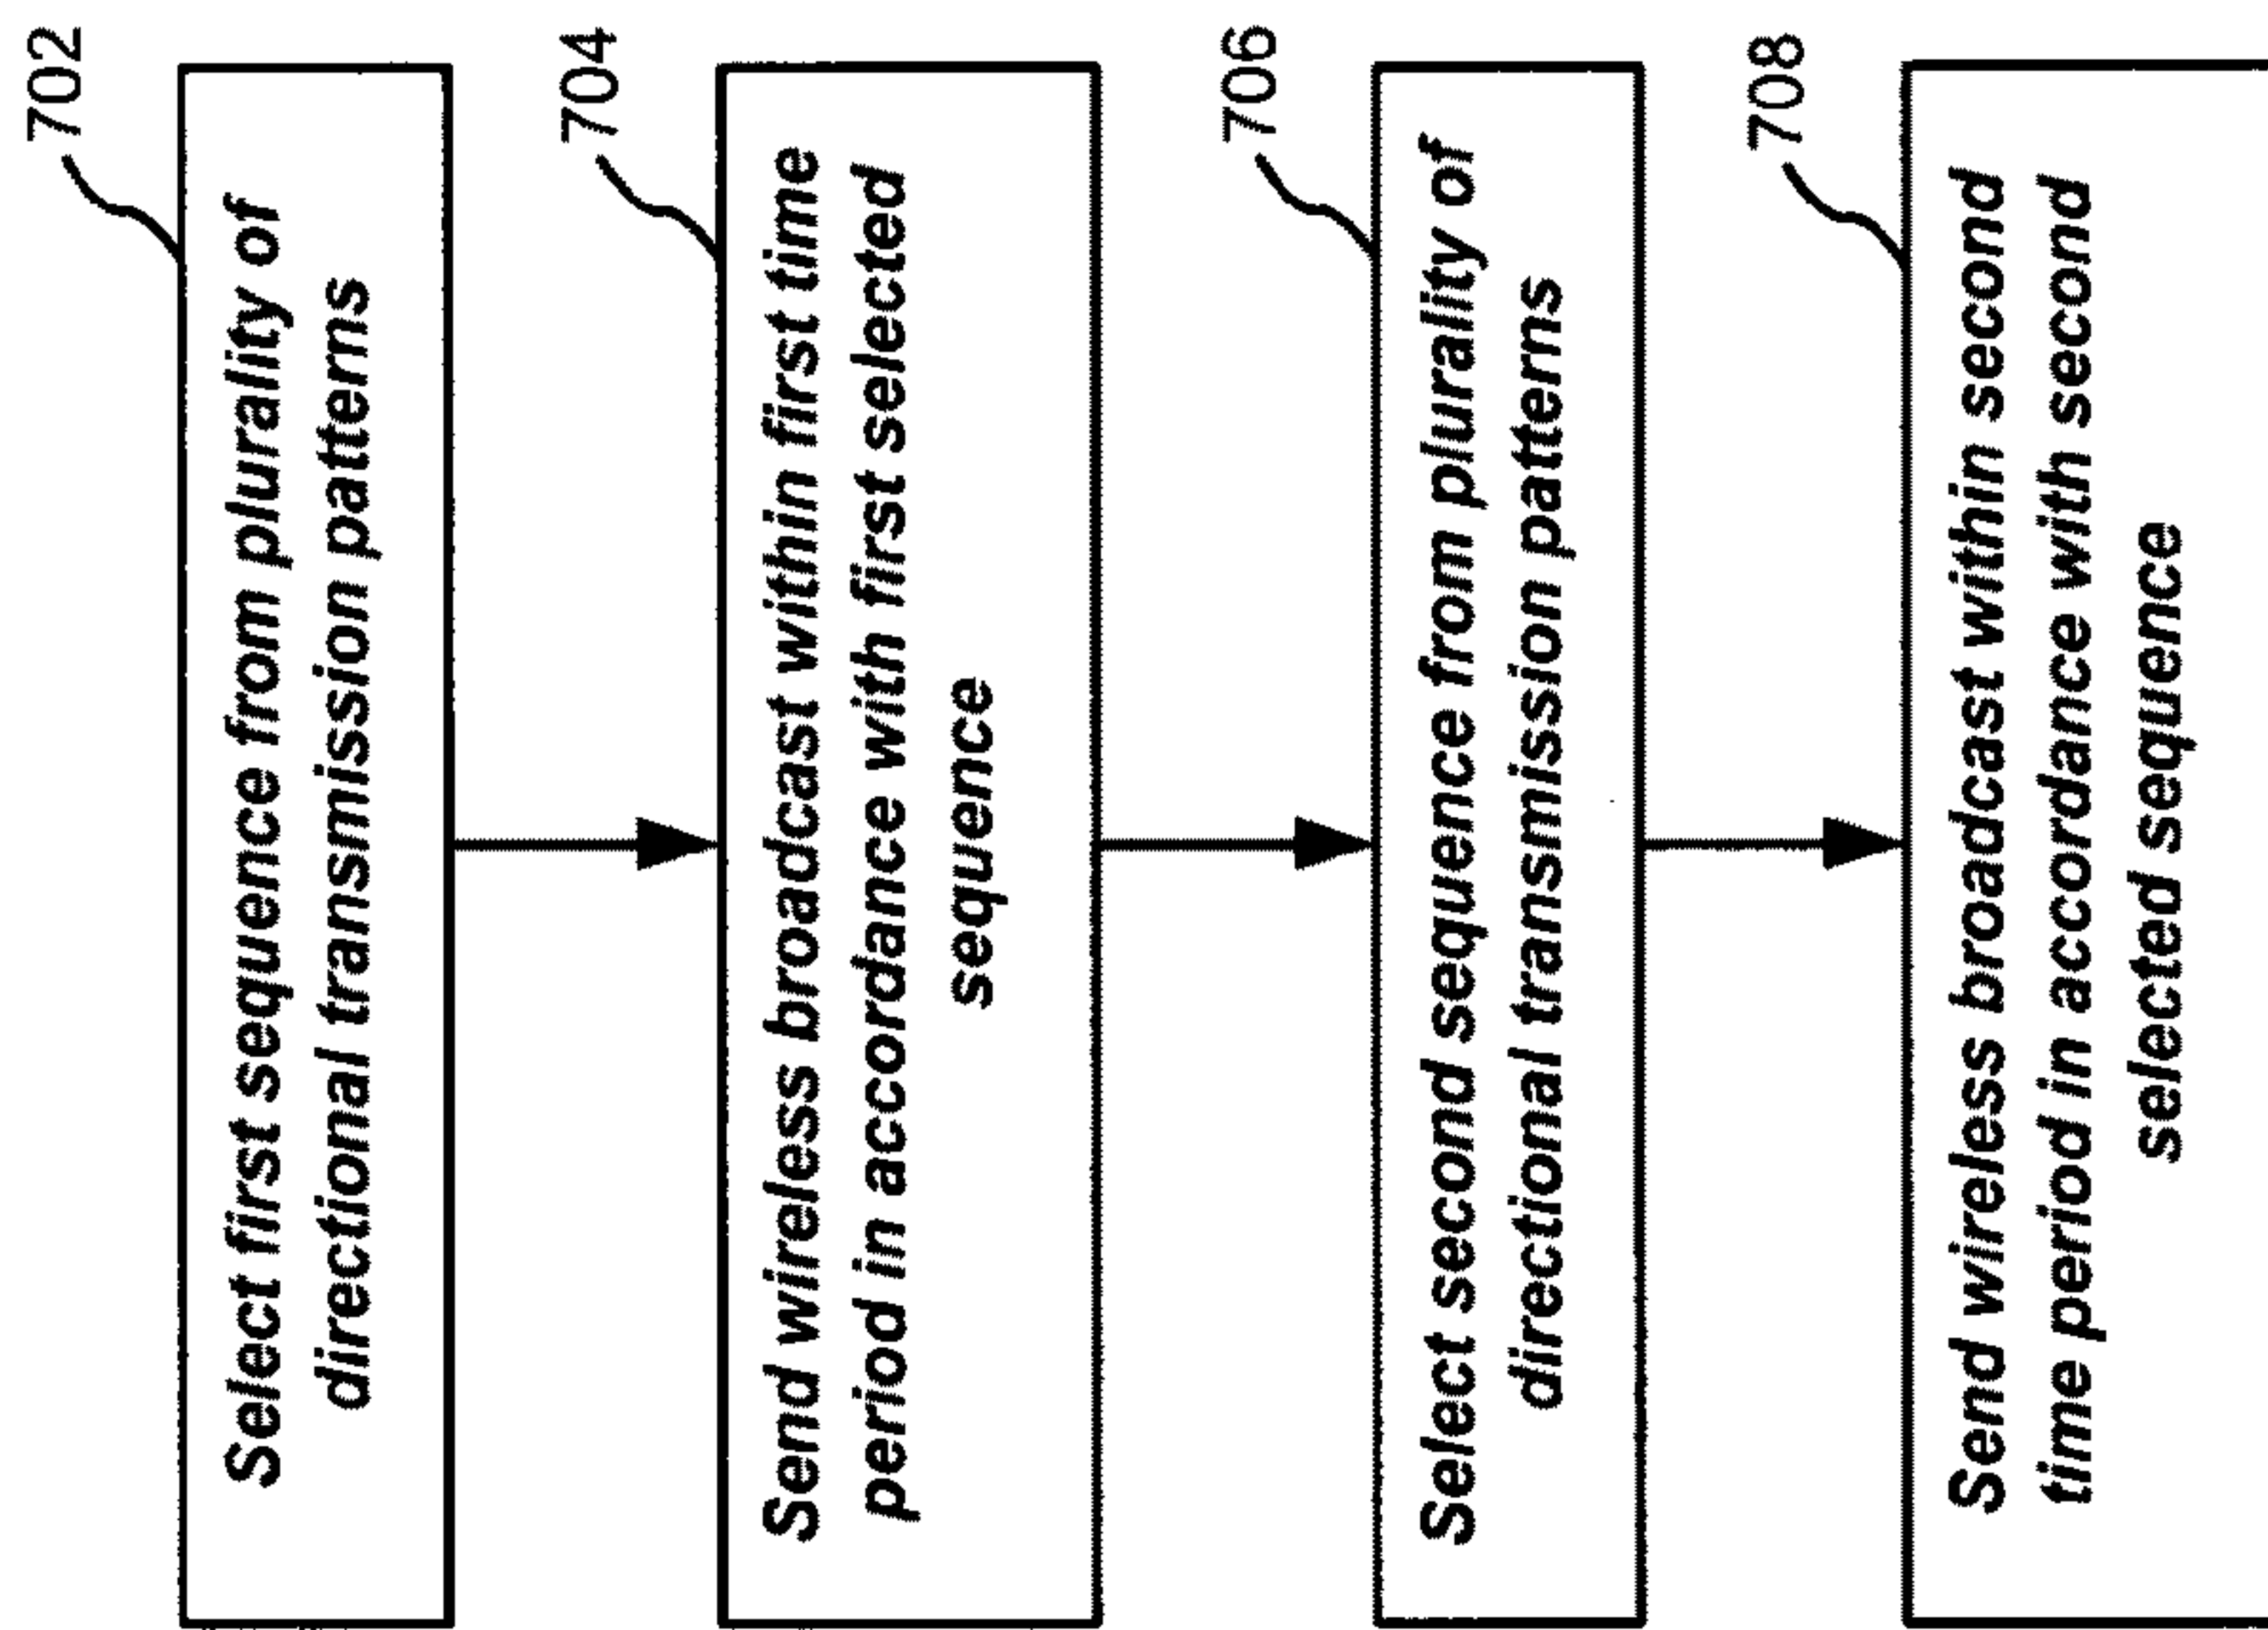 702
Select first sequence from plurality of
directional transmission patterns
704
Send wireless broadcast within first time
period in accordance with first selected
sequence
706
Select second sequence from plurality of
directional transmission patterns
708
Send wireless broadcast within second
time period in accordance with second
selected sequence